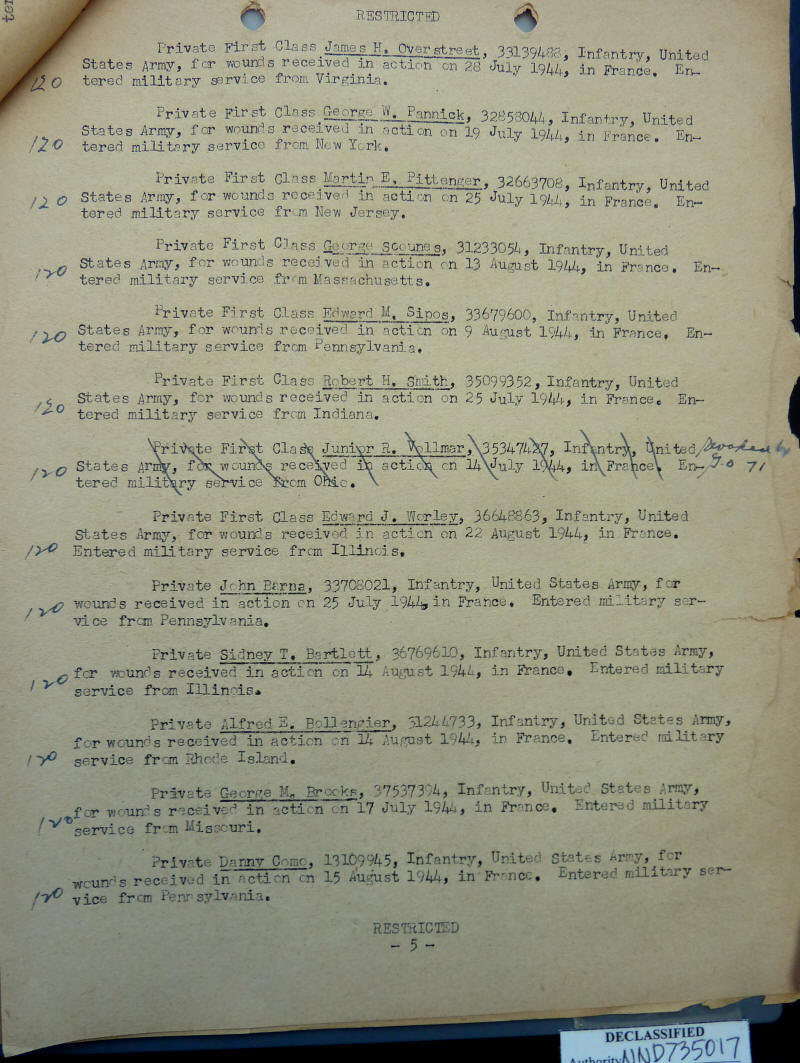 RESTRICTED
Private First Class James H. Overstreet, 33139488, Infantry, United
States Army, for wounds received in action on 28 July 1944, in France. En-
120 tered military service from Virginia.
Private First Class George W. Pannick, 32858044, Infantry, United
States Army, for wounds received in action on 19 July 1944, in France. En-
120 tered military service from New York.
Private First Class Martin E. Pittenger, 32663708, Infantry, United
120 States Army, for wounds received in action on 25 July 1944, in France. En-
tered military service from New Jersey.
Private First Class George Scounes, 31233054, Infantry, United
120 States Army, for wounds received in action on 13 August 1944, in France. En-
tered military service from Massachusetts.
Private First Class Edward M. Sipos, 33679600, Infantry, United
120 States Army, for wounds received in action on 9 August 1944, in France. En-
tered military service from Pennsylvania.
Private First Class Robert H. Smith, 35099352, Infantry, United
120 States Army, for wounds received in action on 25 July 1944, in France. En-
tered military service from Indiana.
Private First Class Junior R. Vollmar, 35347427, Infantry, United Revoked by
120 States Army, for wounds received in action on 14 July 1944, in France. En- G.O 71
tered military service from Ohio.
Private First Class Edward J. Worley, 36648863, Infantry, United
States Army, for wounds received in action on 22 August 1944, in France.
120 Entered military service from Illinois.
Private John Barna, 33708021, Infantry, United States Army, for
120 wounds received in action on 25 July 1944, in France. Entered military ser-
vice from Pennsylvania.
Private Sidney T. Bartlett, 36769610, Infantry, United States Army,
120 for wounds received in action on 14 August 1944, in France. Entered military
service from Illinois.
Private Alfred E. Bollengier, 31244733, Infantry, United States Army,
for wounds received in action on 14 August 1944, in France. Entered military
120 service from Rhode Island.
Private George M. Brooks, 37537394, Infantry, United States Army,
120 for wounds received in action on 17 July 1944, in France. Entered military
service from Missouri.
Private Danny Como, 13109945, Infantry, United States Army, for
wounds received in action on 15 August 1944, in France. Entered military ser-
120 vice from Pennsylvania.
RESTRICTED
- 5 -
DECLASSIFIED
Authority NND735017